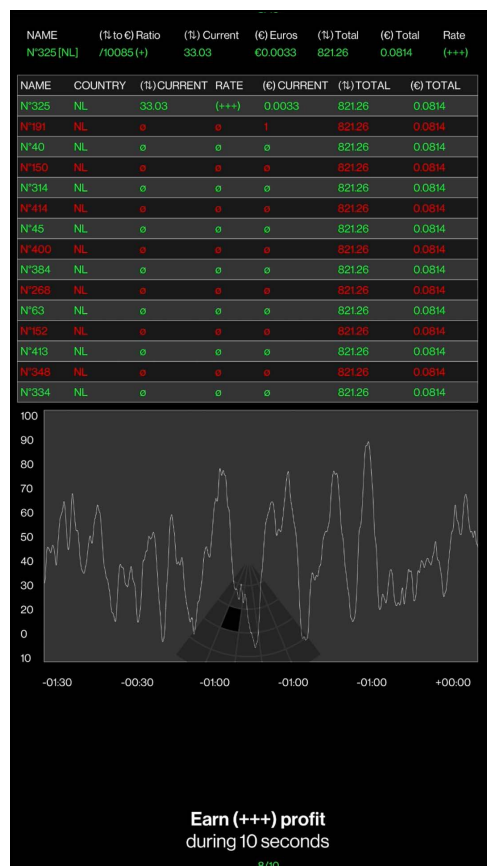 NAME (⇅ to €) Ratio (⇅) Current (€) Euros (⇅) Total (€) Total Rate
N°325 [NL] /10085 (+) 33.03 €0.0033 821.26 0.0814 (+++)
NAME COUNTRY (⇅) CURRENT RATE (€) CURRENT (⇅) TOTAL (€) TOTAL
N°325 NL 33.03 (+++) 0.0033 821.26 0.0814
N°191 NL ø ø 1 821.26 0.0814
N°40 NL ø ø ø 821.26 0.0814
N°150 NL ø ø ø 821.26 0.0814
N°314 NL ø ø ø 821.26 0.0814
N°414 NL ø ø ø 821.26 0.0814
N°45 NL ø ø ø 821.26 0.0814
N°400 NL ø ø ø 821.26 0.0814
N°384 NL ø ø ø 821.26 0.0814
N°268 NL ø ø ø 821.26 0.0814
N°63 NL ø ø ø 821.26 0.0814
N°152 NL ø ø ø 821.26 0.0814
N°413 NL ø ø ø 821.26 0.0814
N°348 NL ø ø ø 821.26 0.0814
N°334 NL ø ø ø 821.26 0.0814
100
90
80
70
60
50
40
30
20
0
10
-01:30 -00:30 -01:00 -01:00 -01:00 +00:00
Earn (+++) profit
during 10 seconds
8/10